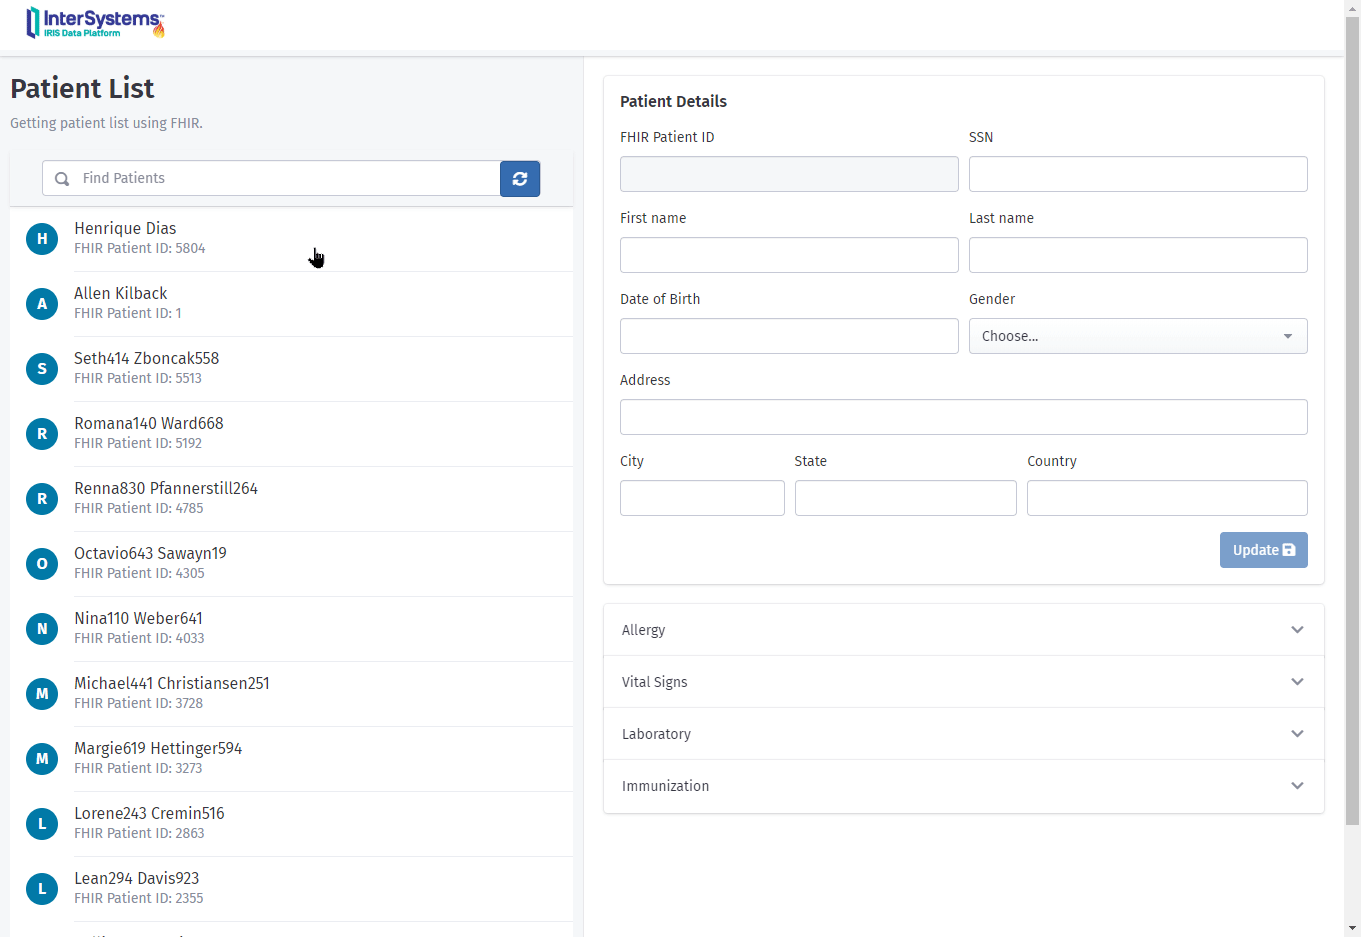 InterSystems™
IRIS Data Platform
Patient List
Getting patient list using FHIR.
Find Patients
H
Henrique Dias
FHIR Patient ID: 5804
A
Allen Kilback
FHIR Patient ID: 1
S
Seth414 Zboncak558
FHIR Patient ID: 5513
R
Romana140 Ward668
FHIR Patient ID: 5192
R
Renna830 Pfannerstill264
FHIR Patient ID: 4785
O
Octavio643 Sawayn19
FHIR Patient ID: 4305
N
Nina110 Weber641
FHIR Patient ID: 4033
M
Michael441 Christiansen251
FHIR Patient ID: 3728
M
Margie619 Hettinger594
FHIR Patient ID: 3273
L
Lorene243 Cremin516
FHIR Patient ID: 2863
L
Lean294 Davis923
FHIR Patient ID: 2355
Patient Details
FHIR Patient ID
SSN
First name
Last name
Date of Birth
Gender
Choose...
Address
City
State
Country
Update
Allergy
Vital Signs
Laboratory
Immunization